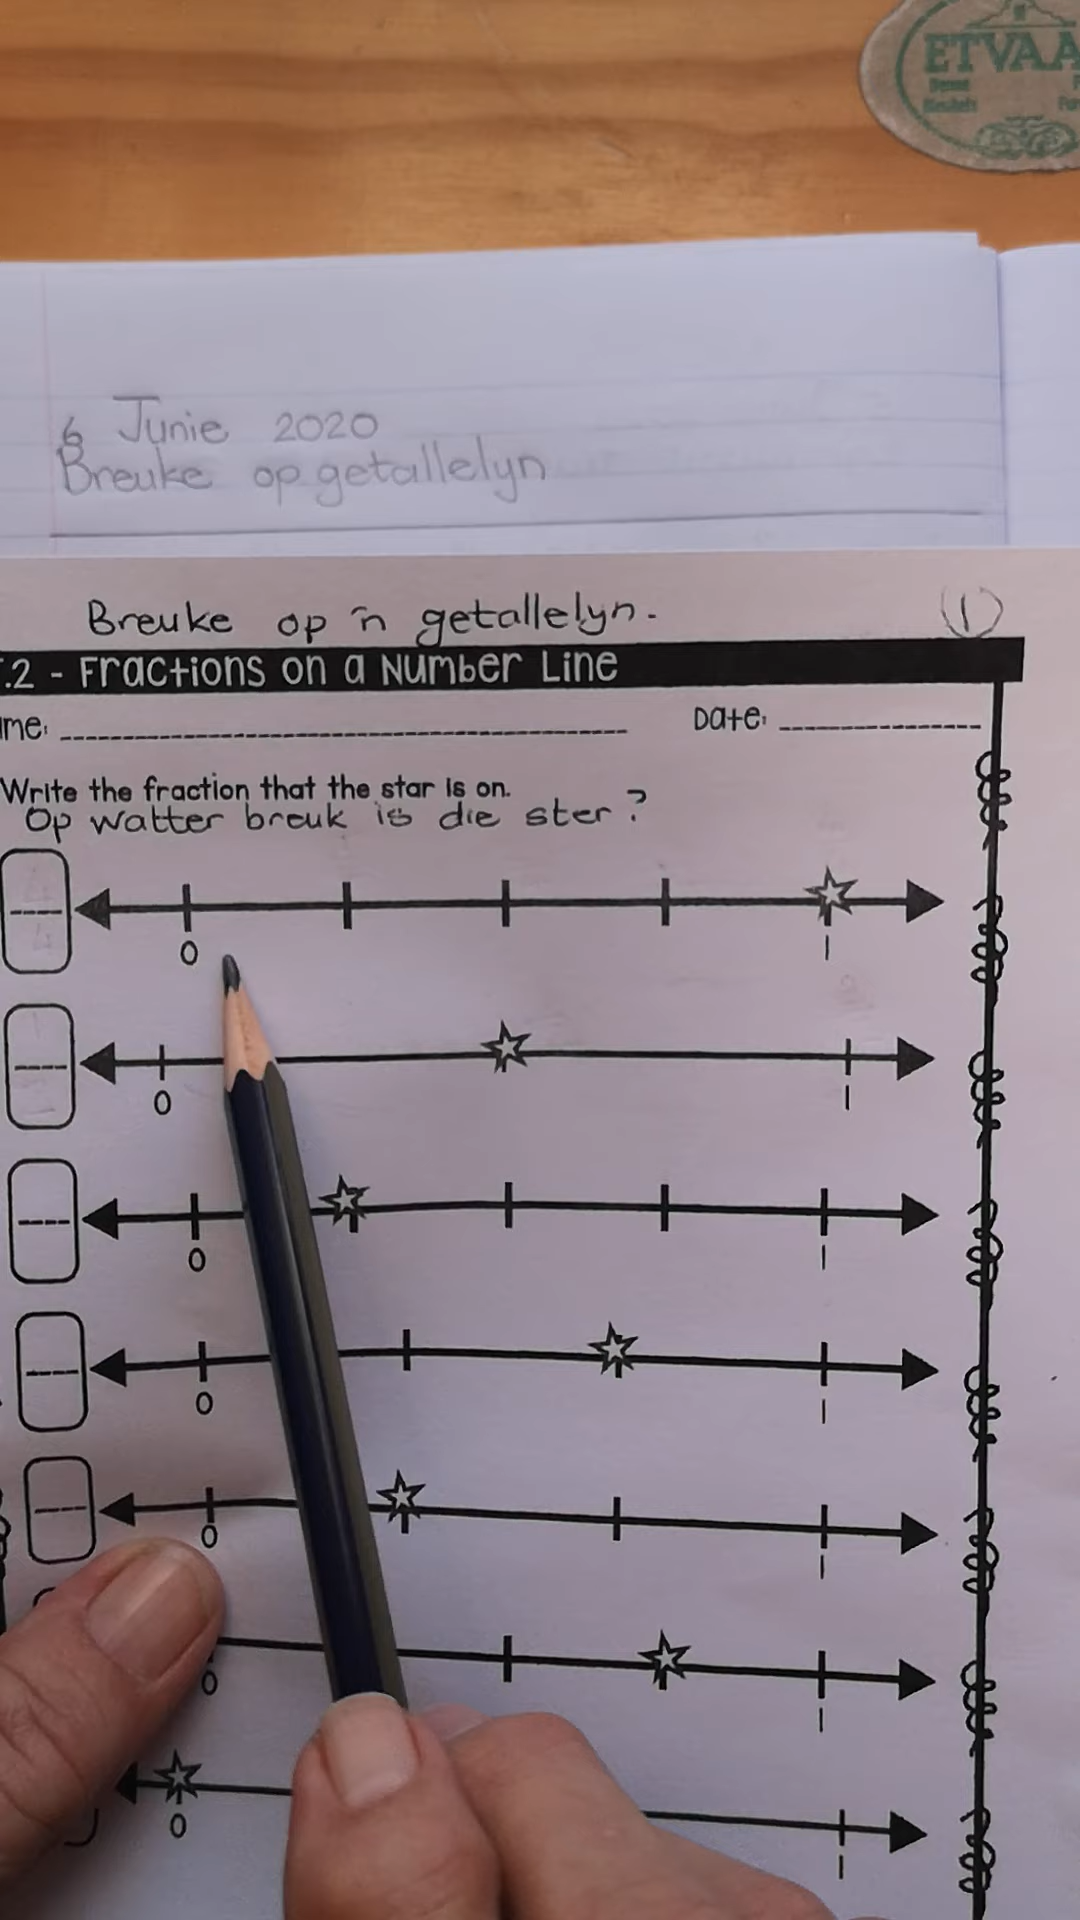 ETVAA
6 Junie 2020
Breuke op getallelyn
Breuke op 'n getallelyn.
1
.2 - Fractions on a Number Line
me:
Date:
Write the fraction that the star is on.
Op watter breuk is die ster?
0 1
0 1
0 1
0 1
0 1
0 1
0 1